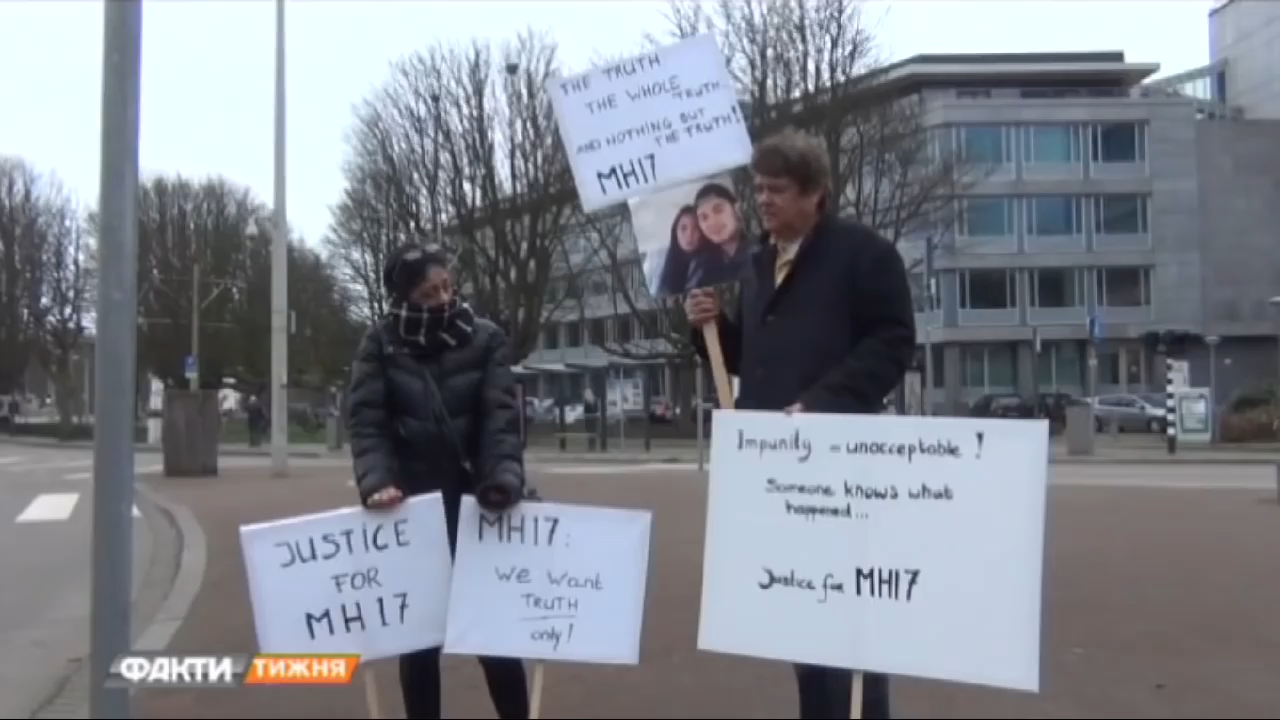 THE TRUTH
THE WHOLE TRUTH
AND NOTHING BUT
THE TRUTH!
MH17
JUSTICE
FOR
MH17
MH17:
We want
TRUTH
only!
Impunity = unacceptable !
Someone knows what
happened...
Justice for MH17
ФАКТИ ТИЖНЯ